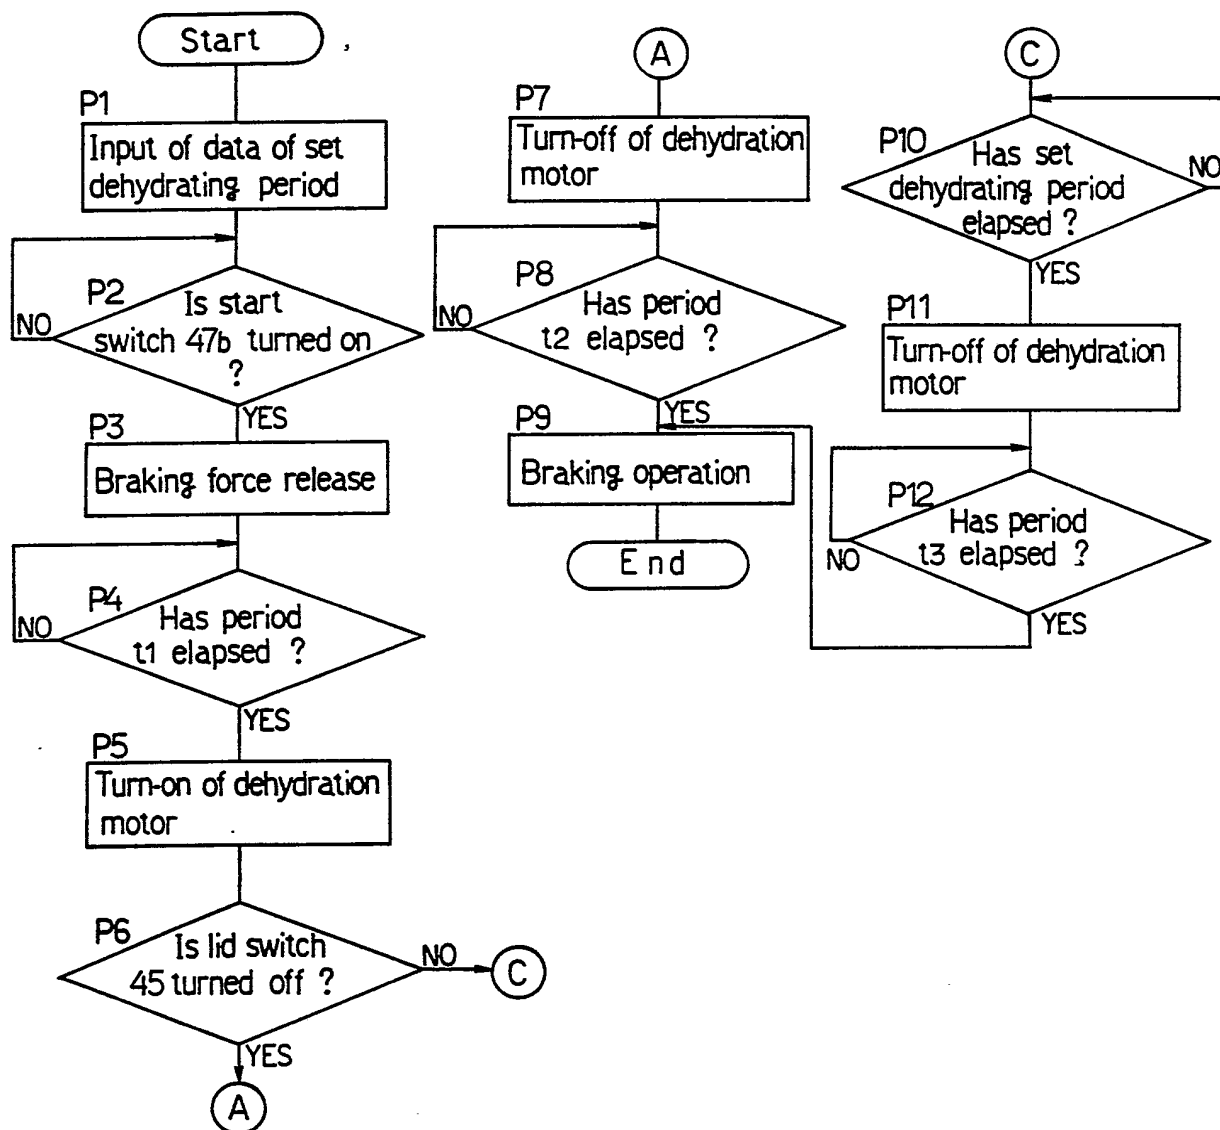 Start
P1
Input of data of set
dehydrating period
P2
Is start
switch 47b turned on
?
NO
YES
P3
Braking force release
P4
Has period
t1 elapsed ?
NO
YES
P5
Turn-on of dehydration
motor
P6
Is lid switch
45 turned off ?
NO
C
YES
A
A
P7
Turn-off of dehydration
motor
P8
Has period
t2 elapsed ?
NO
YES
P9
Braking operation
End
C
P10
Has set
dehydrating period
elapsed ?
NO
YES
P11
Turn-off of dehydration
motor
P12
Has period
t3 elapsed ?
NO
YES